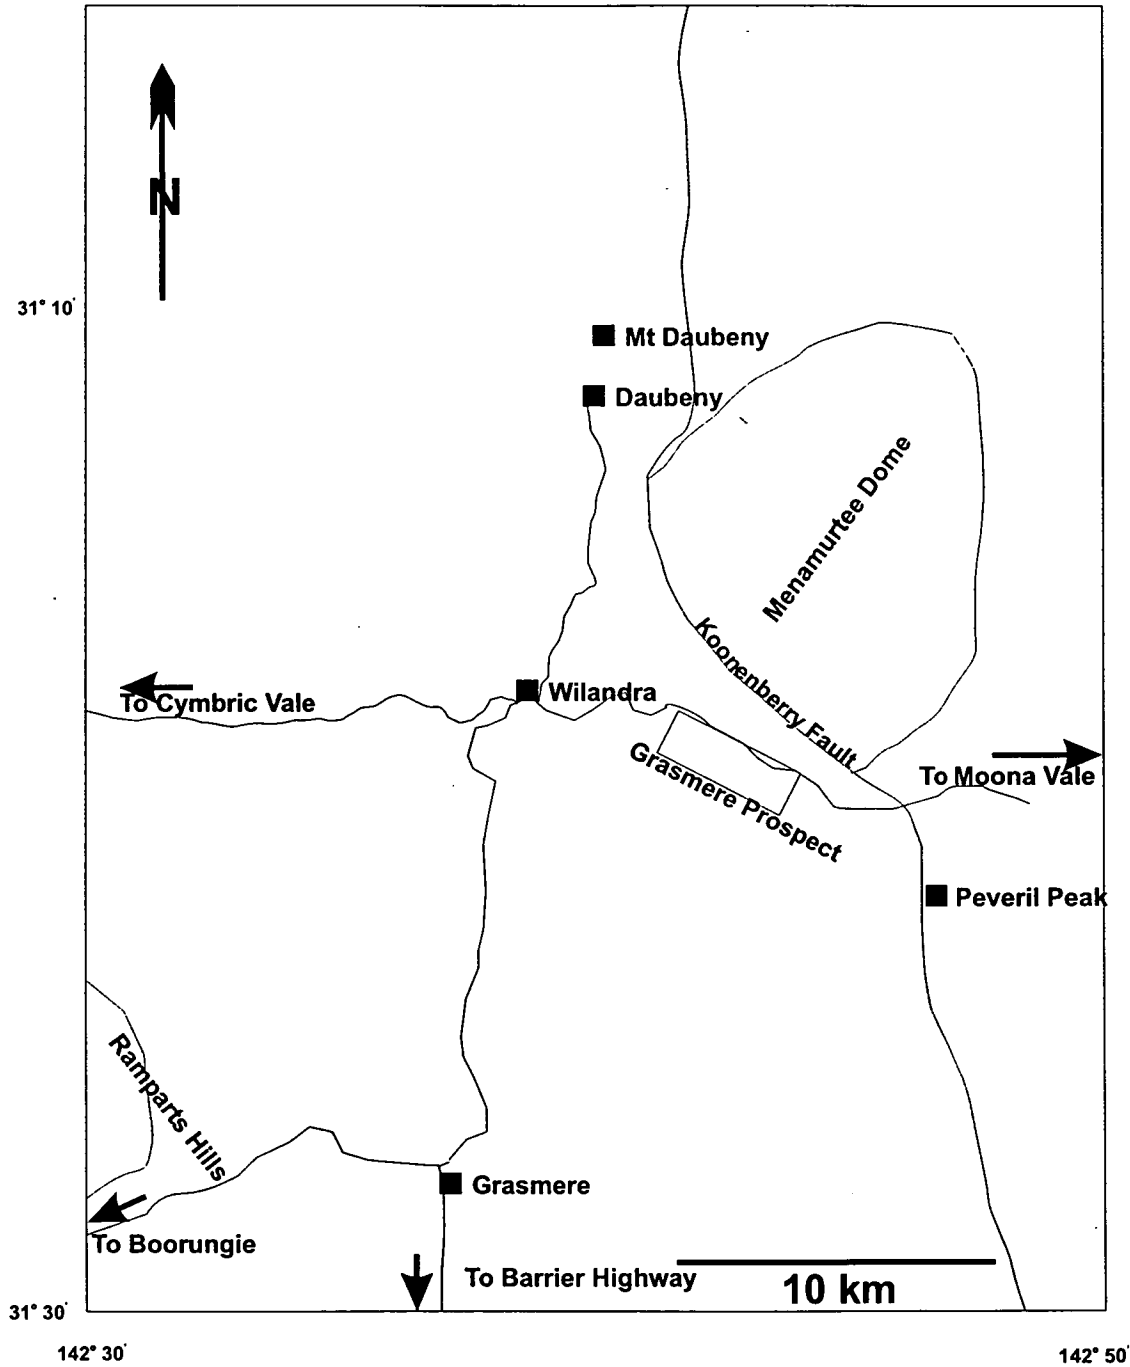 N
31° 10'
Mt Daubeny
Daubeny
Menamurtee Dome
Koonenberry Fault
To Cymbric Vale
Wilandra
Grasmere Prospect
To Moona Vale
Peveril Peak
Ramparts Hills
Grasmere
To Boorungie
To Barrier Highway
10 km
31° 30'
142° 30'
142° 50'